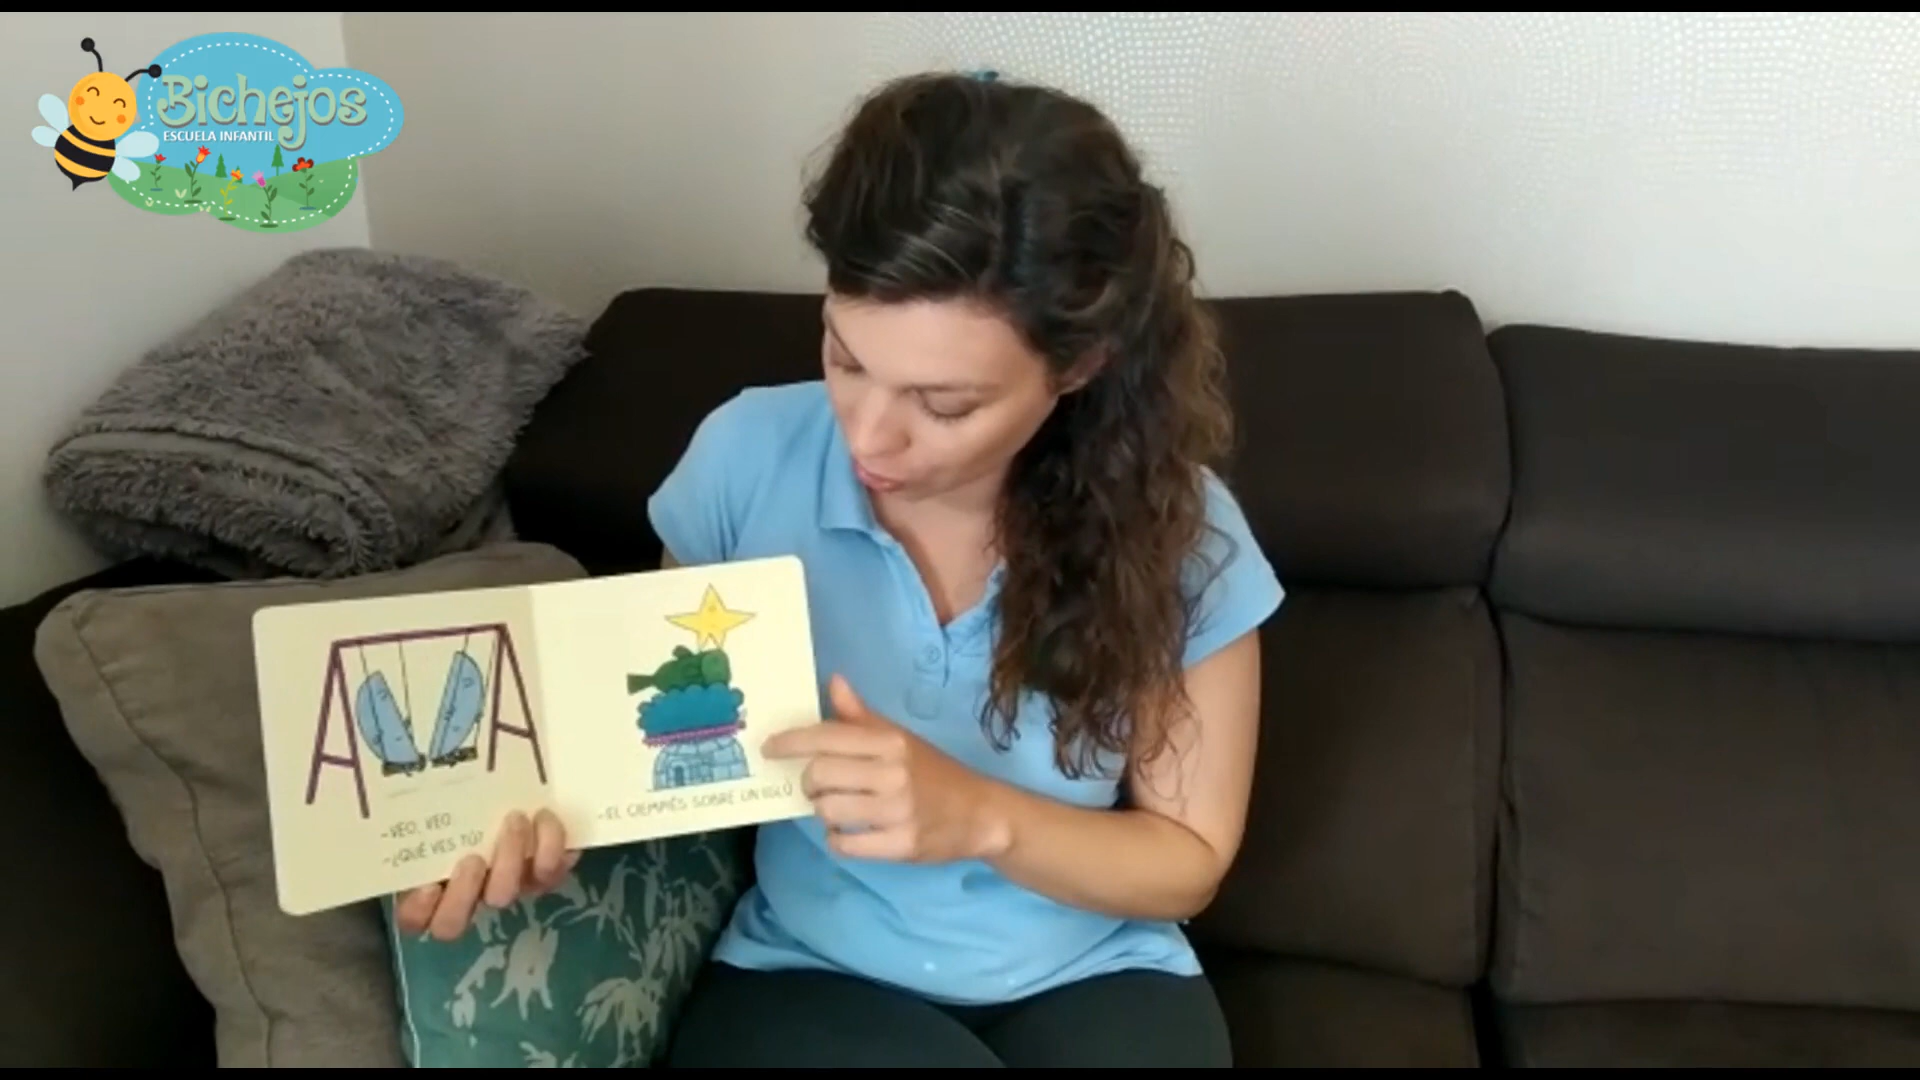 Bichejos
ESCUELA INFANTIL
-VEO, VEO.
-¿QUÉ VES TÚ?
-EL CIEMPIÉS SOBRE UN IGLÚ